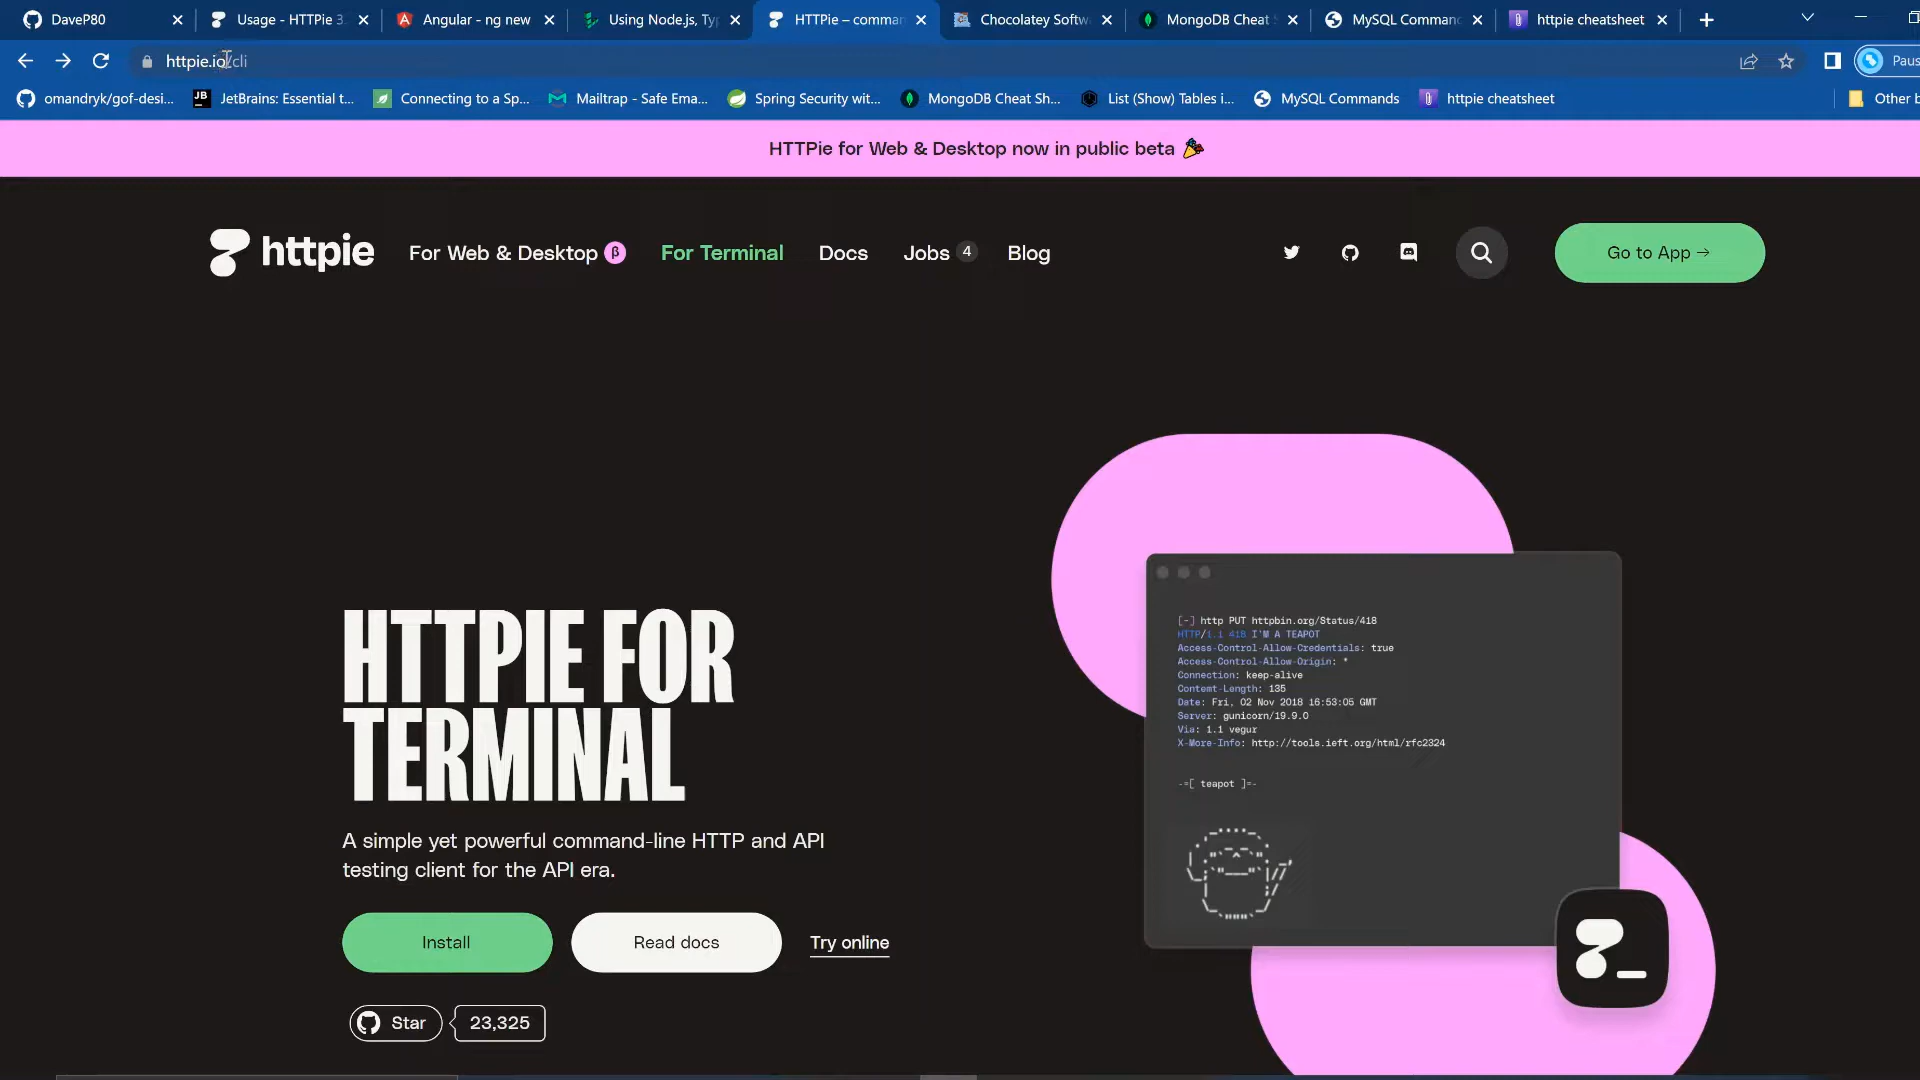 DaveP80
Usage - HTTPie 3.
Angular - ng new
Using Node.js, Typ
HTTPie – comman
Chocolatey Softw
MongoDB Cheat S
MySQL Command
httpie cheatsheet
httpie.io/cli
Paus
omandryk/gof-desi...
JetBrains: Essential t...
Connecting to a Sp...
Mailtrap - Safe Ema...
Spring Security wit...
MongoDB Cheat Sh...
List (Show) Tables i...
MySQL Commands
httpie cheatsheet
Other b
HTTPie for Web & Desktop now in public beta
httpie
For Web & Desktop β
For Terminal
Docs
Jobs 4
Blog
Go to App →
[~] http PUT httpbin.org/Status/418
HTTP/1.1 418 I'M A TEAPOT
Access-Control-Allow-Credentials: true
Access-Control-Allow-Origin: *
Connection: keep-alive
Contemt-Length: 135
Date: Fri, 02 Nov 2018 16:53:05 GMT
Server: gunicorn/19.9.0
Via: 1.1 vegur
X-More-Info: http://tools.ieft.org/html/rfc2324
-=[ teapot ]=-
HTTPIE FOR
TERMINAL
A simple yet powerful command-line HTTP and API
testing client for the API era.
Install
Read docs
Try online
Star
23,325